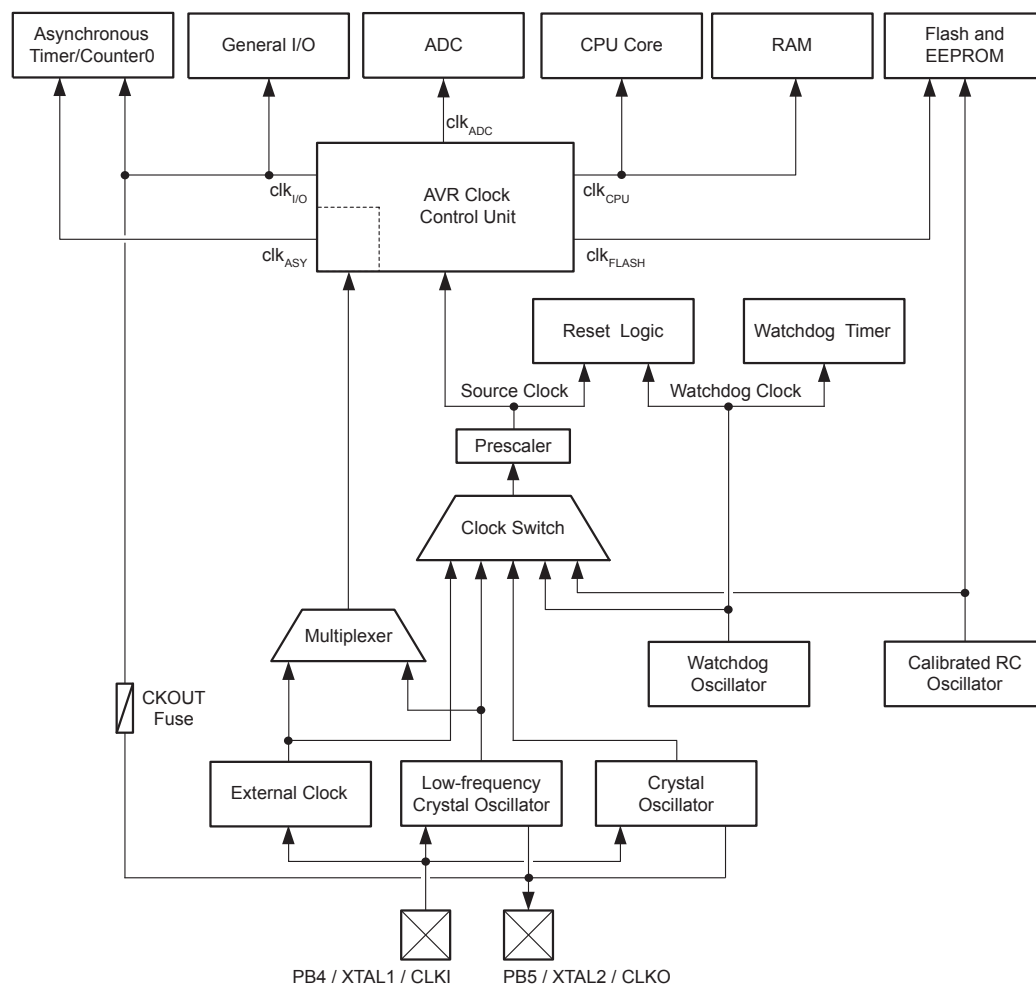 Asynchronous
Timer/Counter0
General I/O
ADC
CPU Core
RAM
Flash and
EEPROM
clkADC
clkI/O
AVR Clock
Control Unit
clkCPU
clkASY
clkFLASH
Reset Logic
Watchdog Timer
Source Clock
Watchdog Clock
Prescaler
Clock Switch
Multiplexer
Watchdog
Oscillator
Calibrated RC
Oscillator
CKOUT
Fuse
External Clock
Low-frequency
Crystal Oscillator
Crystal
Oscillator
PB4 / XTAL1 / CLKI
PB5 / XTAL2 / CLKO